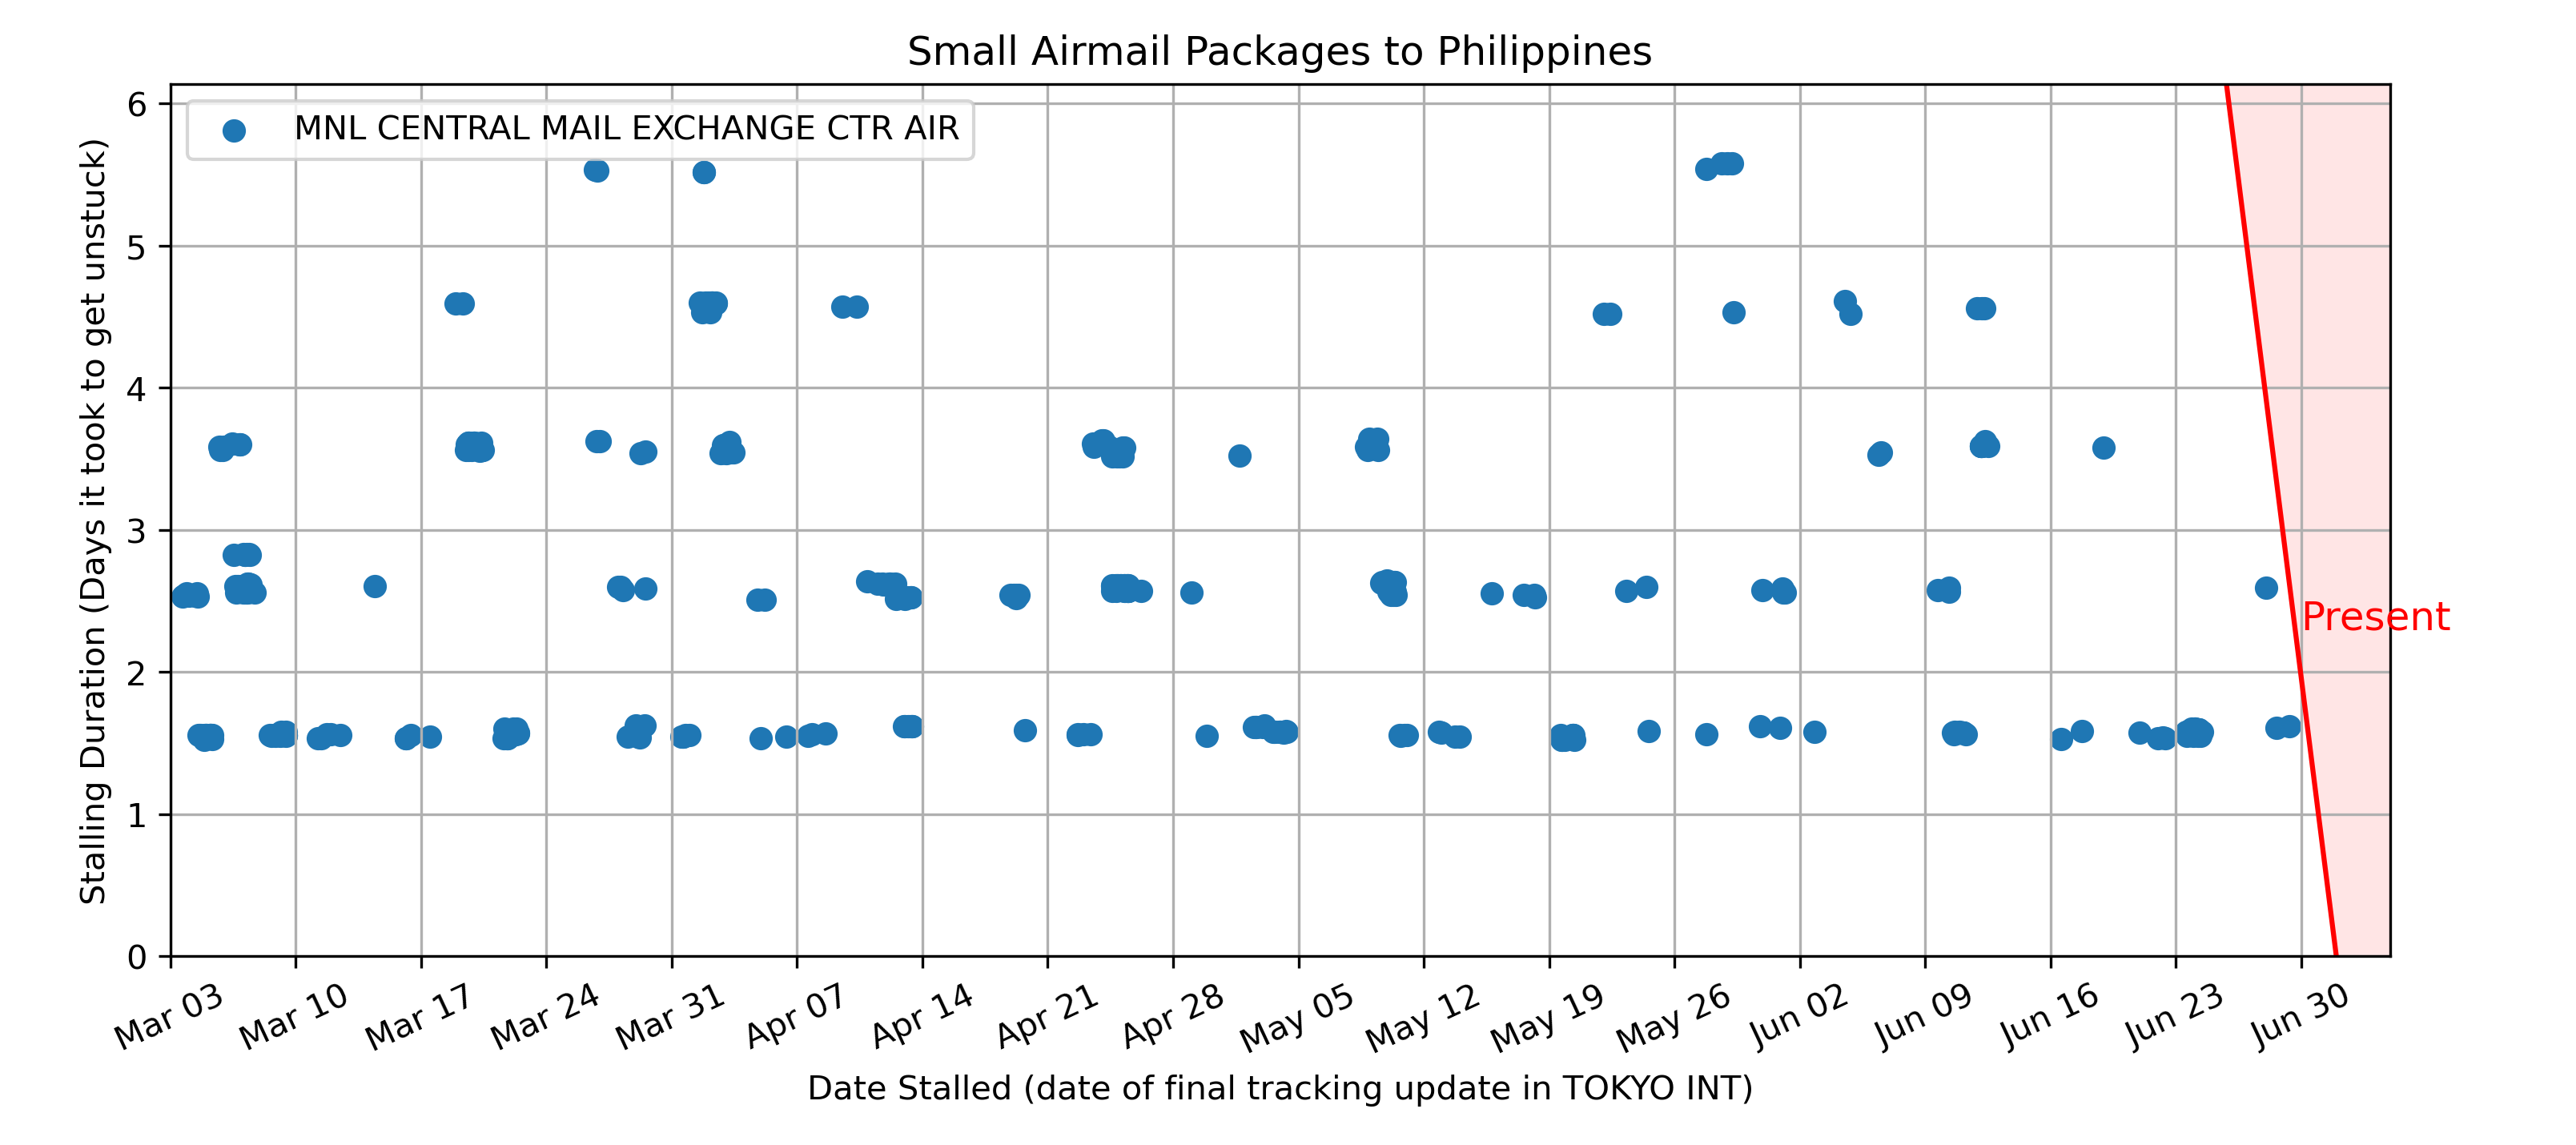 Small Airmail Packages to Philippines
MNL CENTRAL MAIL EXCHANGE CTR AIR
Stalling Duration (Days it took to get unstuck)
6
5
4
3
2
1
0
Present
Mar 03
Mar 10
Mar 17
Mar 24
Mar 31
Apr 07
Apr 14
Apr 21
Apr 28
May 05
May 12
May 19
May 26
Jun 02
Jun 09
Jun 16
Jun 23
Jun 30
Date Stalled (date of final tracking update in TOKYO INT)